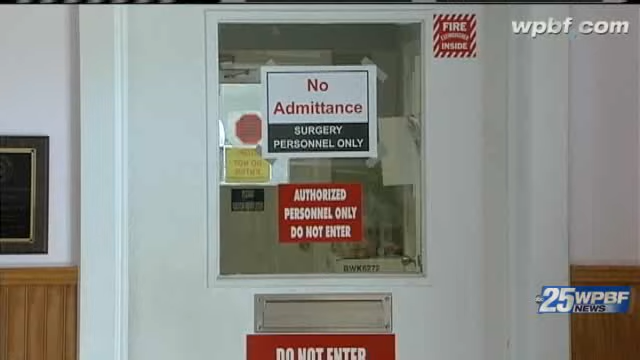 wpbf.com
FIRE
EXTINGUISHER
INSIDE
No
Admittance
SURGERY
PERSONNEL ONLY
AUTHORIZED
PERSONNEL ONLY
DO NOT ENTER
BWK6272
25 WPBF
NEWS
DO NOT ENTER